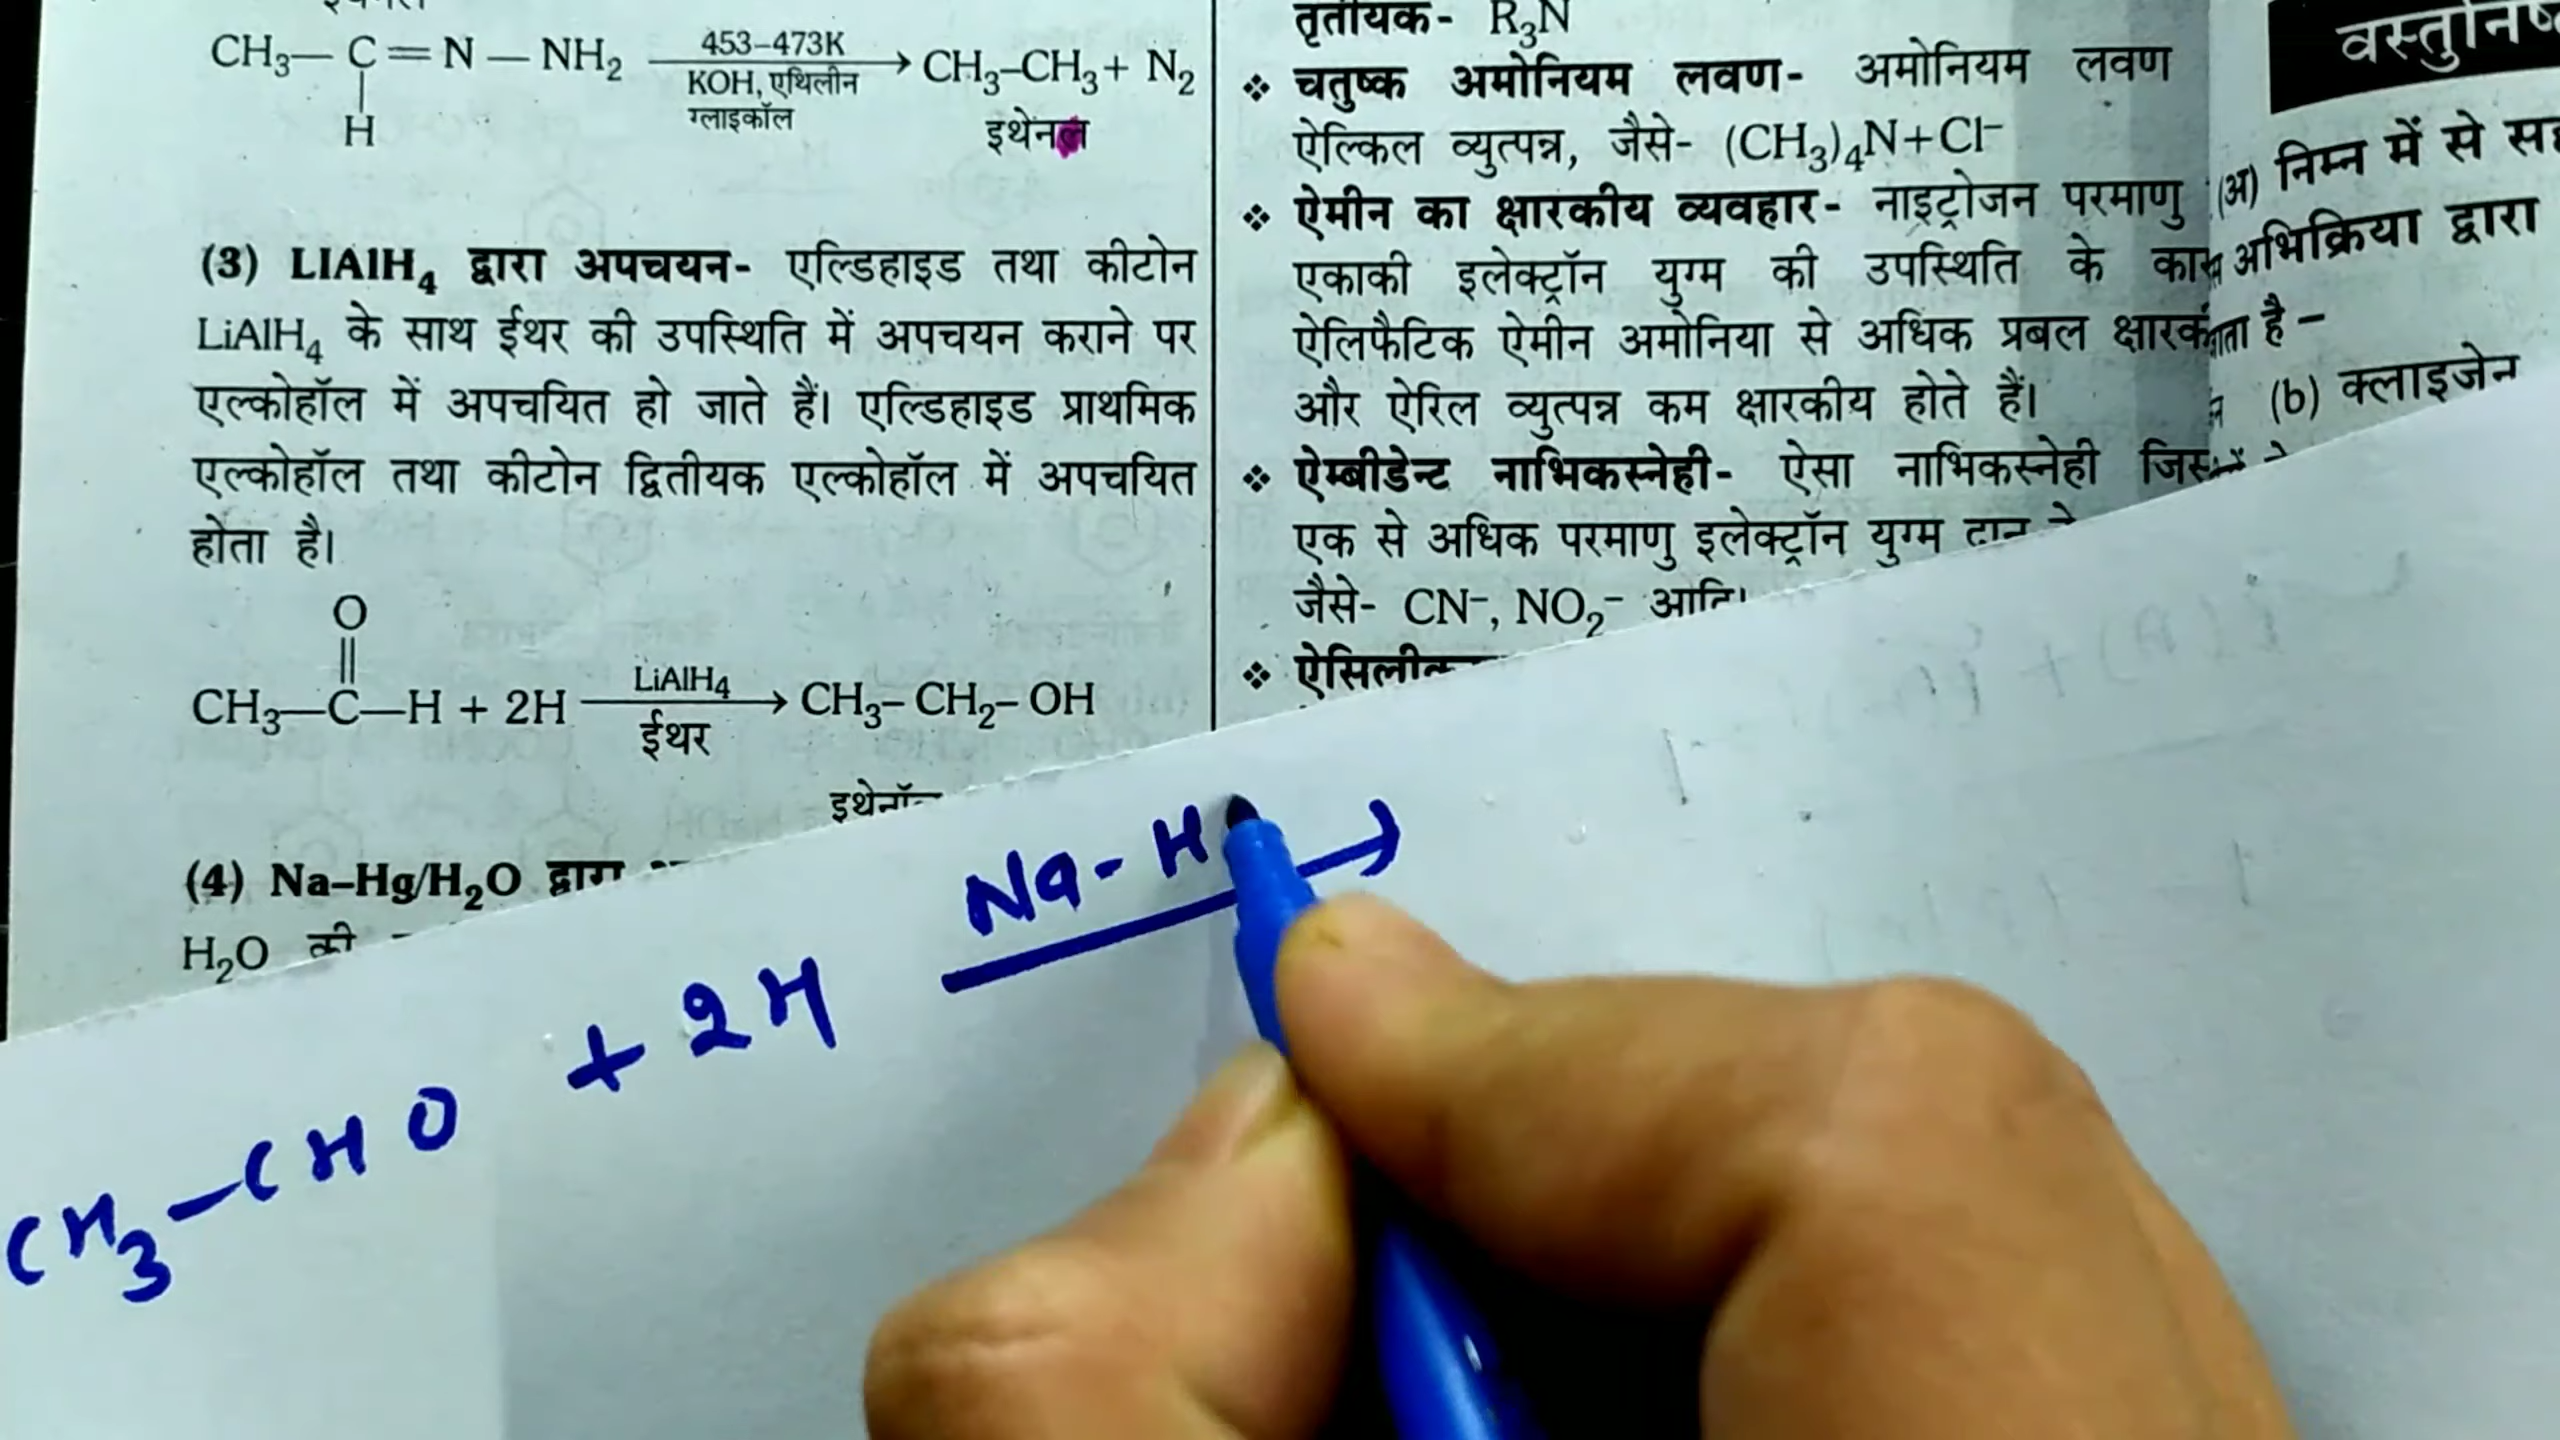 CH₃— C = N — NH₂ 453–473K → CH₃–CH₃ + N₂
KOH, एथिलीन
ग्लाइकॉल
H
इथेनल
(3) LIAIH₄ द्वारा अपचयन- एल्डिहाइड तथा कीटोन
LiAlH₄ के साथ ईथर की उपस्थिति में अपचयन कराने पर
एल्कोहॉल में अपचयित हो जाते हैं। एल्डिहाइड प्राथमिक
एल्कोहॉल तथा कीटोन द्वितीयक एल्कोहॉल में अपचयित
होता है।
O
CH₃—C—H + 2H LiAlH₄ → CH₃– CH₂– OH
ईथर
(4) Na–Hg/H₂O द्वारा
H₂O की
तृतीयक- R₃N
❖ चतुष्क अमोनियम लवण- अमोनियम लवण
ऐल्किल व्युत्पन्न, जैसे- (CH₃)₄N+Cl⁻
❖ ऐमीन का क्षारकीय व्यवहार- नाइट्रोजन परमाणु
एकाकी इलेक्ट्रॉन युग्म की उपस्थिति के
ऐलिफैटिक ऐमीन अमोनिया से अधिक प्रबल
और ऐरिल व्युत्पन्न कम क्षारकीय होते हैं।
❖ ऐम्बीडेन्ट नाभिकस्नेही- ऐसा नाभिकस्नेही
एक से अधिक परमाणु इलेक्ट्रॉन युग्म
जैसे- CN⁻, NO₂⁻ आदि।
❖
(अ) निम्न में से
अभिक्रिया द्वारा
है –
(b) क्लाइजेन
CH₃–CHO + 2H Na-H →